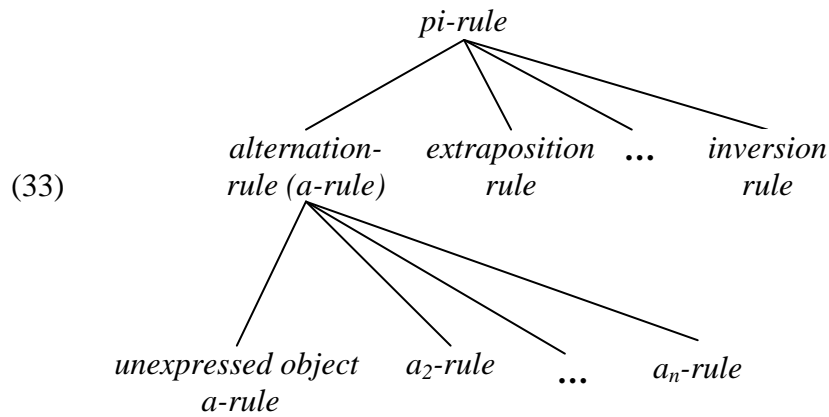 pi-rule
alternation- extraposition ... inversion
(33) rule (a-rule) rule rule
unexpressed object a2-rule ... an-rule
a-rule